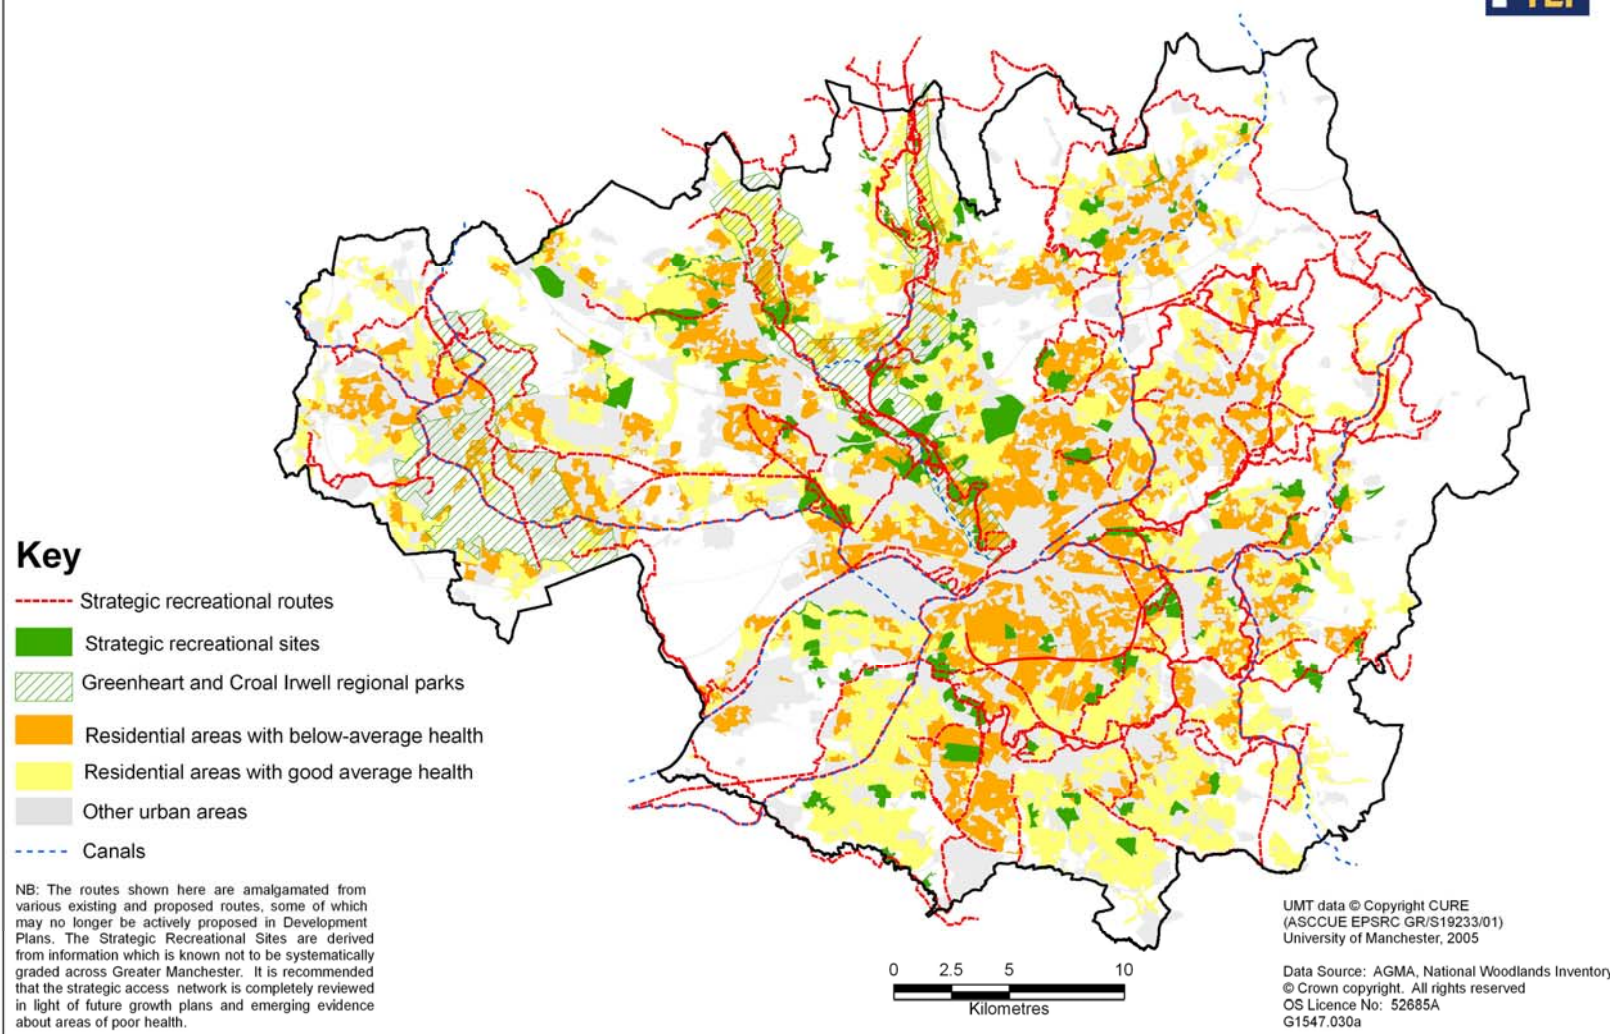 Key
Strategic recreational routes
Strategic recreational sites
Greenheart and Croal Irwell regional parks
Residential areas with below-average health
Residential areas with good average health
Other urban areas
Canals
NB: The routes shown here are amalgamated from
various existing and proposed routes, some of which
may no longer be actively proposed in Development
Plans. The Strategic Recreational Sites are derived
from information which is known not to be systematically
graded across Greater Manchester. It is recommended
that the strategic access network is completely reviewed
in light of future growth plans and emerging evidence
about areas of poor health.
0 2.5 5 10
Kilometres
UMT data © Copyright CURE
(ASCCUE EPSRC GR/S19233/01)
University of Manchester, 2005
Data Source: AGMA, National Woodlands Inventory
© Crown copyright. All rights reserved
OS Licence No: 52685A
G1547.030a